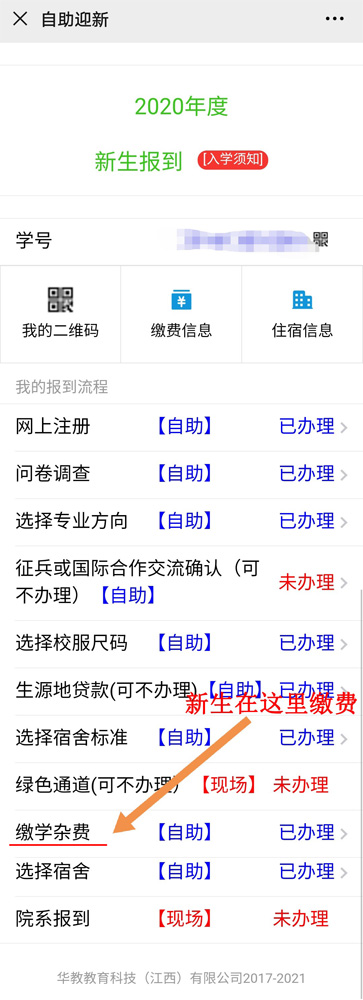 自助迎新
2020年度
新生报到 [入学须知]
学号
我的二维码 缴费信息 住宿信息
我的报到流程
网上注册 【自助】 已办理
问卷调查 【自助】 已办理
选择专业方向 【自助】 已办理
征兵或国际合作交流确认（可
不办理）【自助】 未办理
选择校服尺码 【自助】 已办理
生源地贷款(可不办理)【自助】 已办理
新生在这里缴费
选择宿舍标准 【自助】 已办理
绿色通道(可不办理) 【现场】 未办理
缴学杂费 【自助】 已办理
选择宿舍 【自助】 已办理
院系报到 【现场】 未办理
华教教育科技（江西）有限公司2017-2021